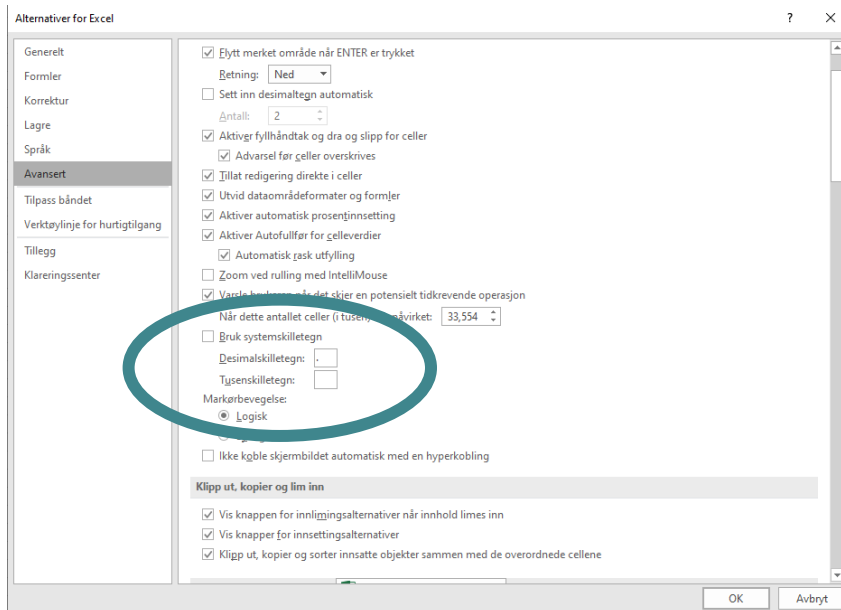 Alternativer for Excel
?
Generelt
Formler
Korrektur
Lagre
Språk
Avansert
Tilpass båndet
Verktøylinje for hurtigtilgang
Tillegg
Klareringssenter
Flytt merket område når ENTER er trykket
Retning: Ned
Sett inn desimaltegn automatisk
Antall: 2
Aktiver fyllhåndtak og dra og slipp for celler
Advarsel før celler overskrives
Tillat redigering direkte i celler
Utvid dataområdeformater og formler
Aktiver automatisk prosentinnsetting
Aktiver Autofullfør for celleverdier
Automatisk rask utfylling
Zoom ved rulling med IntelliMouse
Varsle brukeren når det skjer en potensielt tidkrevende operasjon
Når dette antallet celler (i tusen) påvirket: 33,554
Bruk systemskilletegn
Desimalskilletegn: .
Tusenskilletegn:
Markørbevegelse:
Logisk
Ikke koble skjermbildet automatisk med en hyperkobling
Klipp ut, kopier og lim inn
Vis knappen for innlimingsalternativer når innhold limes inn
Vis knapper for innsettingsalternativer
Klipp ut, kopier og sorter innsatte objekter sammen med de overordnede cellene
OK
Avbryt